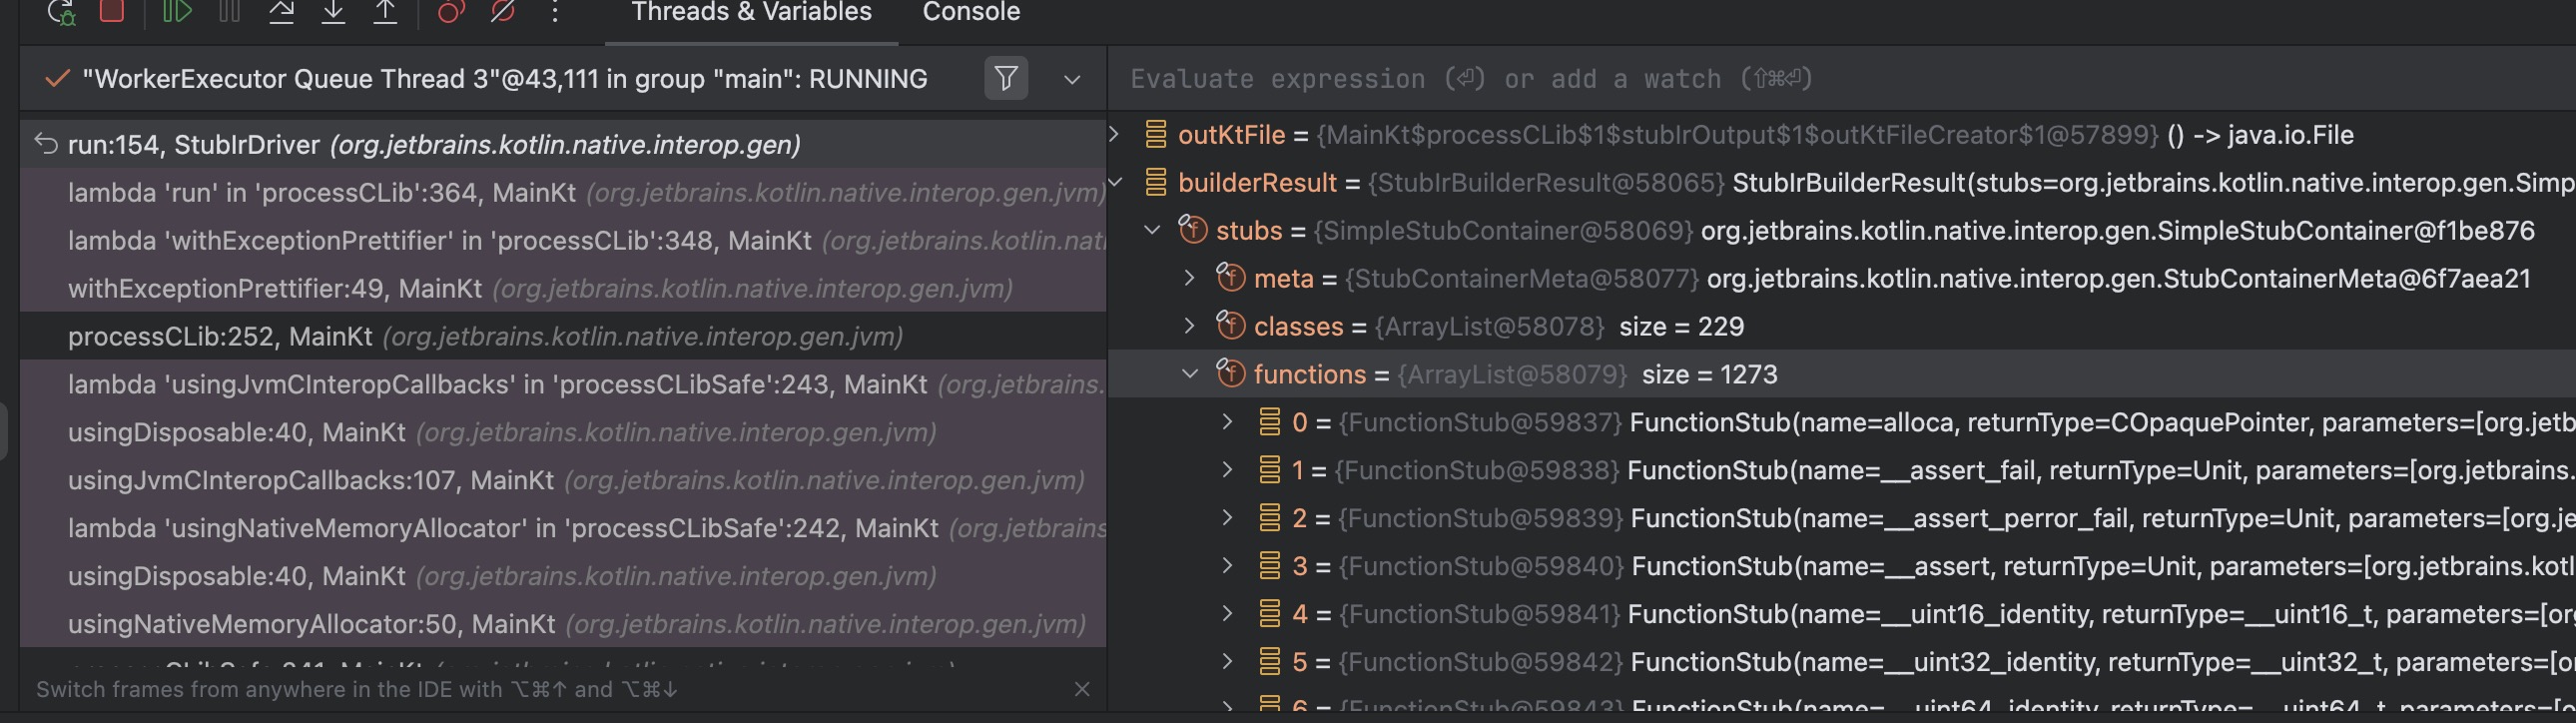 Threads & Variables
Console
"WorkerExecutor Queue Thread 3"@43,111 in group "main": RUNNING
run:154, StubIrDriver (org.jetbrains.kotlin.native.interop.gen)
lambda 'run' in 'processCLib':364, MainKt (org.jetbrains.kotlin.native.interop.gen.jvm)
lambda 'withExceptionPrettifier' in 'processCLib':348, MainKt (org.jetbrains.kotlin.nati
withExceptionPrettifier:49, MainKt (org.jetbrains.kotlin.native.interop.gen.jvm)
processCLib:252, MainKt (org.jetbrains.kotlin.native.interop.gen.jvm)
lambda 'usingJvmCInteropCallbacks' in 'processCLibSafe':243, MainKt (org.jetbrains.
usingDisposable:40, MainKt (org.jetbrains.kotlin.native.interop.gen.jvm)
usingJvmCInteropCallbacks:107, MainKt (org.jetbrains.kotlin.native.interop.gen.jvm)
lambda 'usingNativeMemoryAllocator' in 'processCLibSafe':242, MainKt (org.jetbrains
usingDisposable:40, MainKt (org.jetbrains.kotlin.native.interop.gen.jvm)
usingNativeMemoryAllocator:50, MainKt (org.jetbrains.kotlin.native.interop.gen.jvm)
Switch frames from anywhere in the IDE with ⌥⌘↑ and ⌥⌘↓
Evaluate expression (⏎) or add a watch (⇧⌘⏎)
outKtFile = {MainKt$processCLib$1$stubIrOutput$1$outKtFileCreator$1@57899} () -> java.io.File
builderResult = {StubIrBuilderResult@58065} StubIrBuilderResult(stubs=org.jetbrains.kotlin.native.interop.gen.Simp
stubs = {SimpleStubContainer@58069} org.jetbrains.kotlin.native.interop.gen.SimpleStubContainer@f1be876
meta = {StubContainerMeta@58077} org.jetbrains.kotlin.native.interop.gen.StubContainerMeta@6f7aea21
classes = {ArrayList@58078} size = 229
functions = {ArrayList@58079} size = 1273
0 = {FunctionStub@59837} FunctionStub(name=alloca, returnType=COpaquePointer, parameters=[org.jetb
1 = {FunctionStub@59838} FunctionStub(name=__assert_fail, returnType=Unit, parameters=[org.jetbrains.
2 = {FunctionStub@59839} FunctionStub(name=__assert_perror_fail, returnType=Unit, parameters=[org.je
3 = {FunctionStub@59840} FunctionStub(name=__assert, returnType=Unit, parameters=[org.jetbrains.kotl
4 = {FunctionStub@59841} FunctionStub(name=__uint16_identity, returnType=__uint16_t, parameters=[org
5 = {FunctionStub@59842} FunctionStub(name=__uint32_identity, returnType=__uint32_t, parameters=[o
6 = {FunctionStub@59843} FunctionStub(name=__uint64_identity, returnType=__uint64_t, parameters=[o